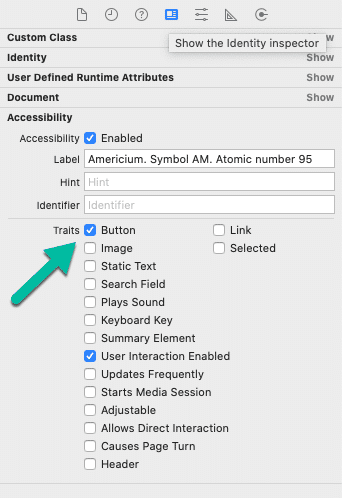 Custom Class
Show the Identity inspector
Identity Show
User Defined Runtime Attributes Show
Document Show
Accessibility
Accessibility Enabled
Label Americium. Symbol AM. Atomic number 95
Hint Hint
Identifier Identifier
Traits Button Link
Image Selected
Static Text
Search Field
Plays Sound
Keyboard Key
Summary Element
User Interaction Enabled
Updates Frequently
Starts Media Session
Adjustable
Allows Direct Interaction
Causes Page Turn
Header